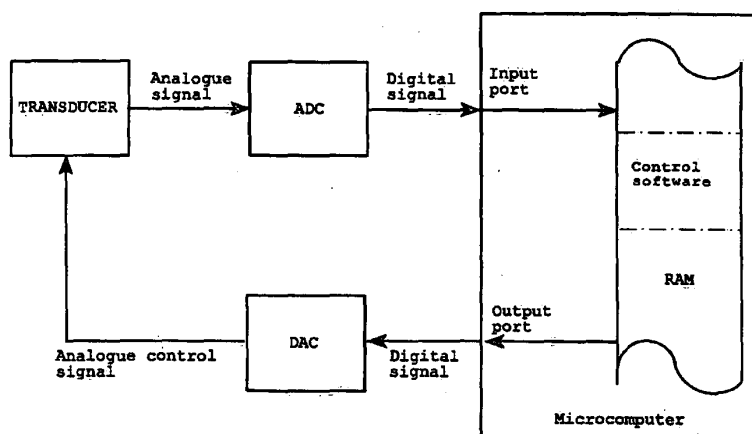 Analogue
signal
Digital
signal
Input
port
TRANSDUCER
ADC
Control
software
RAM
Output
port
DAC
Analogue control
signal
Digital
signal
Microcomputer